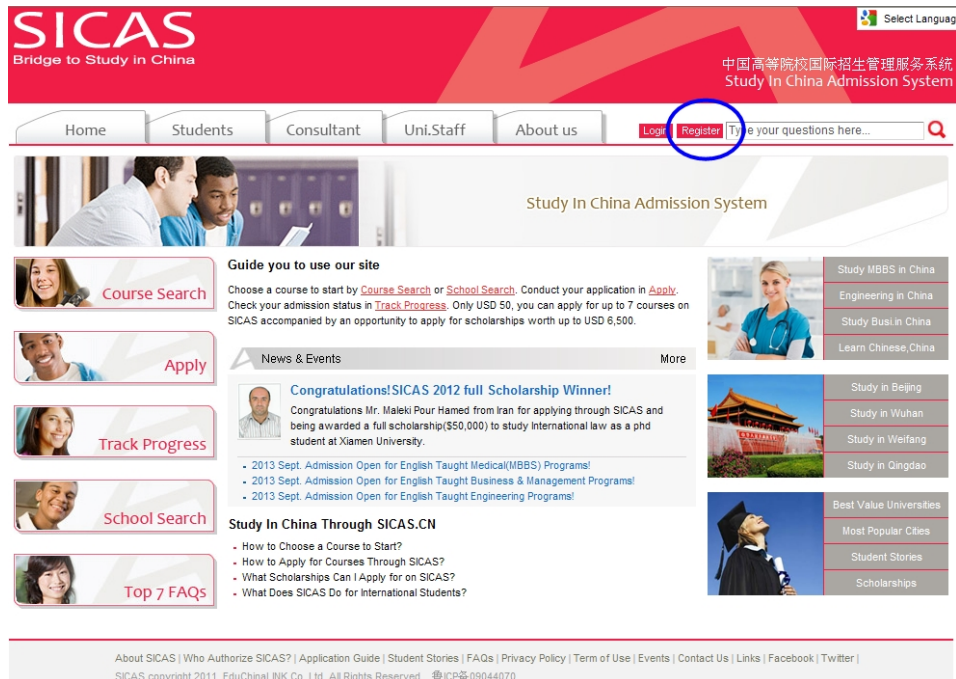 SICAS
Bridge to Study in China
Select Languag
中国高等院校国际招生管理服务系统
Study In China Admission System
Home
Students
Consultant
Uni.Staff
About us
Login
Register
Type your questions here...
Study In China Admission System
Course Search
Apply
Track Progress
School Search
Top 7 FAQs
Guide you to use our site
Choose a course to start by Course Search or School Search. Conduct your application in Apply.
Check your admission status in Track Progress. Only USD 50, you can apply for up to 7 courses on
SICAS accompanied by an opportunity to apply for scholarships worth up to USD 6,500.
News & Events
More
Congratulations!SICAS 2012 full Scholarship Winner!
Congratulations Mr. Maleki Pour Hamed from Iran for applying through SICAS and
being awarded a full scholarship($50,000) to study International law as a phd
student at Xiamen University.
2013 Sept. Admission Open for English Taught Medical(MBBS) Programs!
2013 Sept. Admission Open for English Taught Business & Management Programs!
2013 Sept. Admission Open for English Taught Engineering Programs!
Study In China Through SICAS.CN
How to Choose a Course to Start?
How to Apply for Courses Through SICAS?
What Scholarships Can I Apply for on SICAS?
What Does SICAS Do for International Students?
Study MBBS in China
Engineering in China
Study Busi.in China
Learn Chinese,China
Study in Beijing
Study in Wuhan
Study in Weifang
Study in Qingdao
Best Value Universities
Most Popular Cities
Student Stories
Scholarships
About SICAS | Who Authorize SICAS? | Application Guide | Student Stories | FAQs | Privacy Policy | Term of Use | Events | Contact Us | Links | Facebook | Twitter |
SICAS copyright 2011 EduChinaLINK Co. Ltd. All Rights Reserved 鲁ICP备09044070